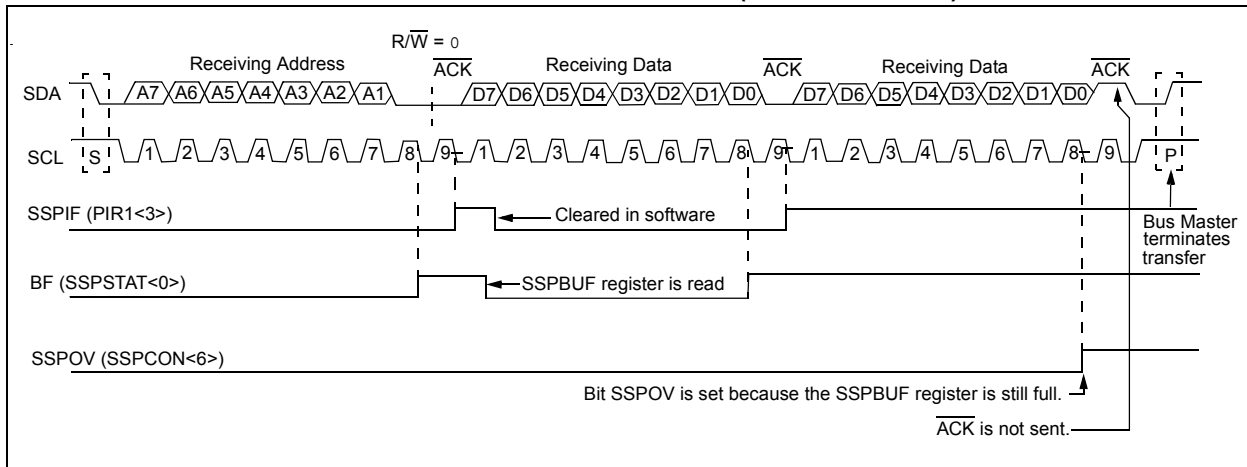 R/W = 0
Receiving Address
ACK
Receiving Data
ACK
Receiving Data
ACK
SDA
A7 A6 A5 A4 A3 A2 A1
D7 D6 D5 D4 D3 D2 D1 D0
D7 D6 D5 D4 D3 D2 D1 D0
SCL
S
1 2 3 4 5 6 7 8 9
1 2 3 4 5 6 7 8 9
1 2 3 4 5 6 7 8 9
P
SSPIF (PIR1<3>)
Cleared in software
Bus Master
terminates
transfer
BF (SSPSTAT<0>)
SSPBUF register is read
SSPOV (SSPCON<6>)
Bit SSPOV is set because the SSPBUF register is still full.
ACK is not sent.